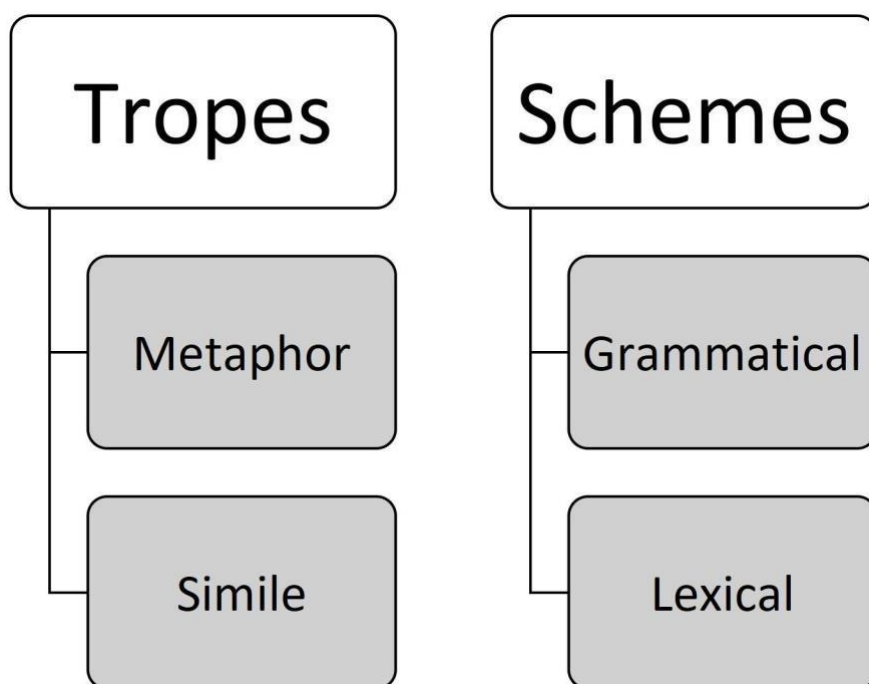 Tropes
Metaphor
Simile
Schemes
Grammatical
Lexical